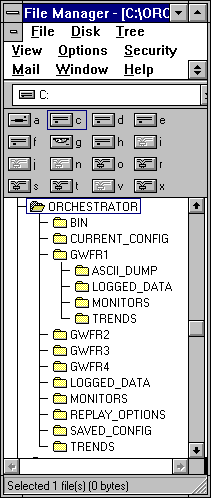 File Manager - [C:\ORC
File Disk Tree
View Options Security
Mail Window Help
C:
a c d e
f g h i
j n o r
s t v x
ORCHESTRATOR
BIN
CURRENT_CONFIG
GWFR1
ASCII_DUMP
LOGGED_DATA
MONITORS
TRENDS
GWFR2
GWFR3
GWFR4
LOGGED_DATA
MONITORS
REPLAY_OPTIONS
SAVED_CONFIG
TRENDS
Selected 1 file(s) (0 bytes)